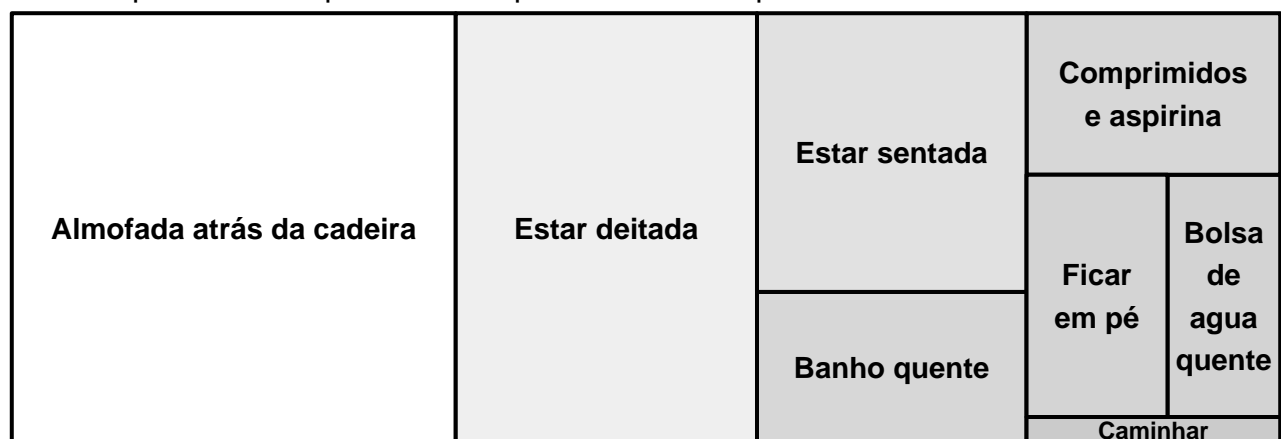 Almofada atrás da cadeira
Estar deitada
Estar sentada
Banho quente
Comprimidos
e aspirina
Ficar
em pé
Bolsa
de
agua
quente
Caminhar